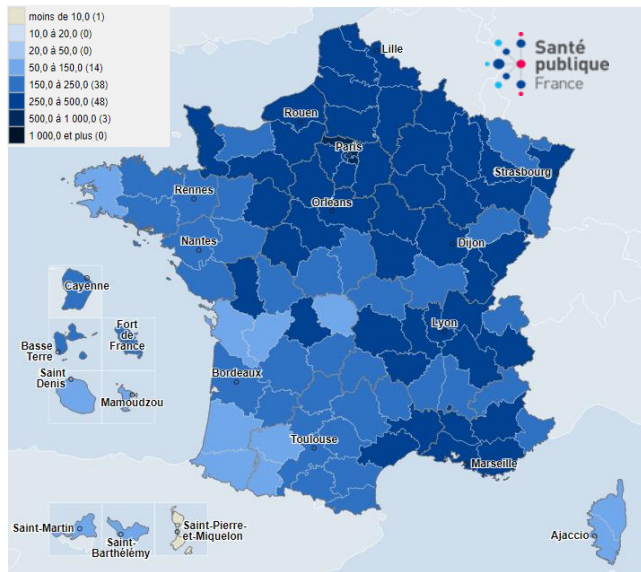 moins de 10,0 (1)
10,0 à 20,0 (0)
20,0 à 50,0 (0)
50,0 à 150,0 (14)
150,0 à 250,0 (38)
250,0 à 500,0 (48)
500,0 à 1 000,0 (3)
1 000,0 et plus (0)
Santé
publique
France
Lille
Rouen
Paris
Strasbourg
Rennes
Orléans
Nantes
Dijon
Cayenne
Lyon
Basse
Terre
Fort
de
France
Saint
Denis
Mamoudzou
Bordeaux
Toulouse
Marseille
Saint-Martin
Saint-
Barthélémy
Saint-Pierre-
et-Miquelon
Ajaccio